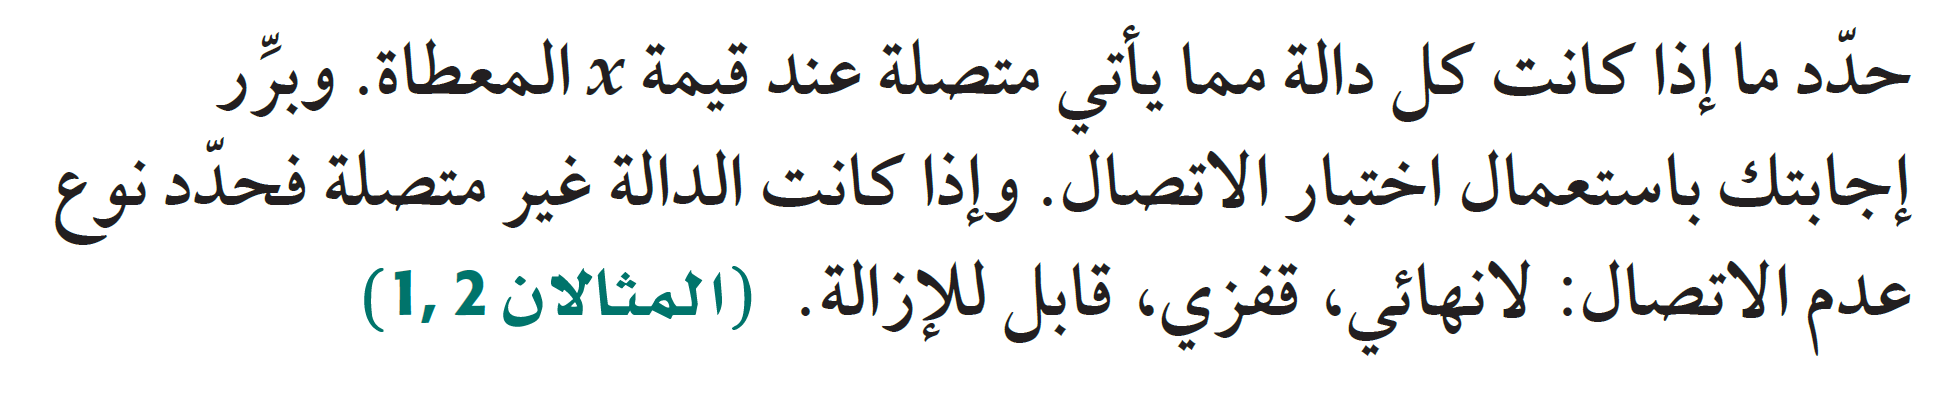 حدّد ما إذا كانت كل دالة مما يأتي متصلة عند قيمة x المعطاة. وبرِّر
إجابتك باستعمال اختبار الاتصال. وإذا كانت الدالة غير متصلة فحدّد نوع
عدم الاتصال: لانهائي، قفزي، قابل للإزالة. (المثالان 2 ,1)